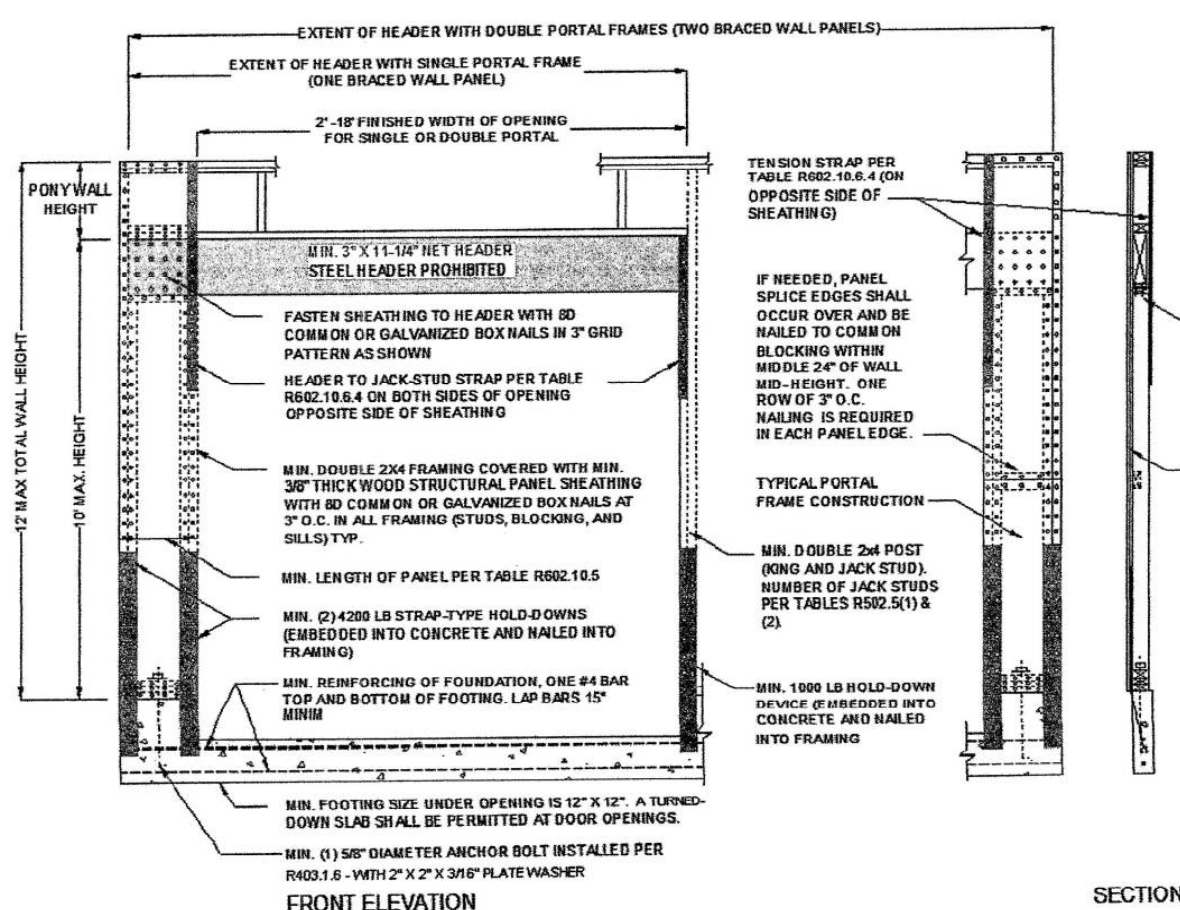 EXTENT OF HEADER WITH DOUBLE PORTAL FRAMES (TWO BRACED WALL PANELS)
EXTENT OF HEADER WITH SINGLE PORTAL FRAME
(ONE BRACED WALL PANEL)
2' -18' FINISHED WIDTH OF OPENING
FOR SINGLE OR DOUBLE PORTAL
PONY WALL
HEIGHT
12' MAX TOTAL WALL HEIGHT
10' MAX. HEIGHT
MIN. 3" X 11-1/4" NET HEADER
STEEL HEADER PROHIBITED
FASTEN SHEATHING TO HEADER WITH 8D
COMMON OR GALVANIZED BOX NAILS IN 3" GRID
PATTERN AS SHOWN
HEADER TO JACK-STUD STRAP PER TABLE
R602.10.6.4 ON BOTH SIDES OF OPENING
OPPOSITE SIDE OF SHEATHING
MIN. DOUBLE 2X4 FRAMING COVERED WITH MIN.
3/8" THICK WOOD STRUCTURAL PANEL SHEATHING
WITH 8D COMMON OR GALVANIZED BOX NAILS AT
3" O.C. IN ALL FRAMING (STUDS, BLOCKING, AND
SILLS) TYP.
MIN. LENGTH OF PANEL PER TABLE R602.10.5
MIN. (2) 4200 LB STRAP-TYPE HOLD-DOWNS
(EMBEDDED INTO CONCRETE AND NAILED INTO
FRAMING)
MIN. REINFORCING OF FOUNDATION, ONE #4 BAR
TOP AND BOTTOM OF FOOTING. LAP BARS 15"
MINIM
MIN. FOOTING SIZE UNDER OPENING IS 12" X 12". A TURNED-
DOWN SLAB SHALL BE PERMITTED AT DOOR OPENINGS.
MIN. (1) 5/8" DIAMETER ANCHOR BOLT INSTALLED PER
R403.1.6 - WITH 2" X 2" X 3/16" PLATE WASHER
FRONT ELEVATION
TENSION STRAP PER
TABLE R602.10.6.4 (ON
OPPOSITE SIDE OF
SHEATHING)
IF NEEDED, PANEL
SPLICE EDGES SHALL
OCCUR OVER AND BE
NAILED TO COMMON
BLOCKING WITHIN
MIDDLE 24" OF WALL
MID-HEIGHT. ONE
ROW OF 3" O.C.
NAILING IS REQUIRED
IN EACH PANEL EDGE.
TYPICAL PORTAL
FRAME CONSTRUCTION
MIN. DOUBLE 2x4 POST
(KING AND JACK STUD).
NUMBER OF JACK STUDS
PER TABLES R502.5(1) &
(2).
MIN. 1000 LB HOLD-DOWN
DEVICE (EMBEDDED INTO
CONCRETE AND NAILED
INTO FRAMING
SECTION